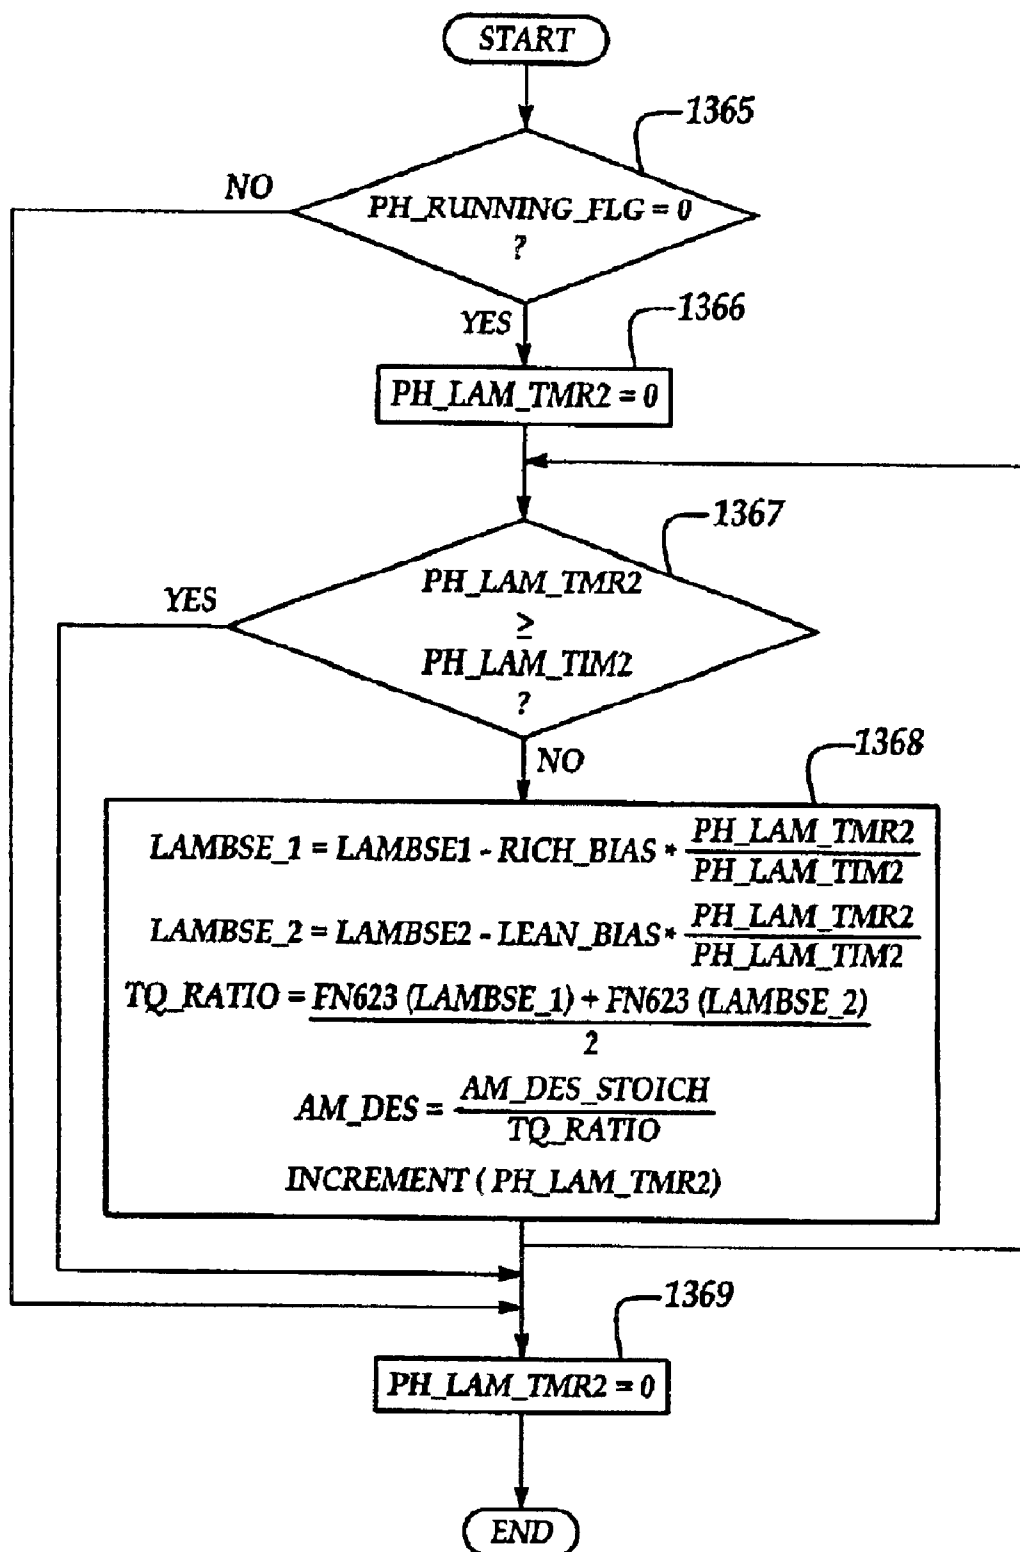 START
1365
NO
PH_RUNNING_FLG = 0
?
1366
YES
PH_LAM_TMR2 = 0
1367
YES
PH_LAM_TMR2
≥
PH_LAM_TIM2
?
NO
1368
LAMBSE_1 = LAMBSE1 - RICH_BIAS * PH_LAM_TMR2
PH_LAM_TIM2
LAMBSE_2 = LAMBSE2 - LEAN_BIAS * PH_LAM_TMR2
PH_LAM_TIM2
TQ_RATIO = FN623 (LAMBSE_1) + FN623 (LAMBSE_2)
2
AM_DES = AM_DES_STOICH
TQ_RATIO
INCREMENT ( PH_LAM_TMR2)
1369
PH_LAM_TMR2 = 0
END